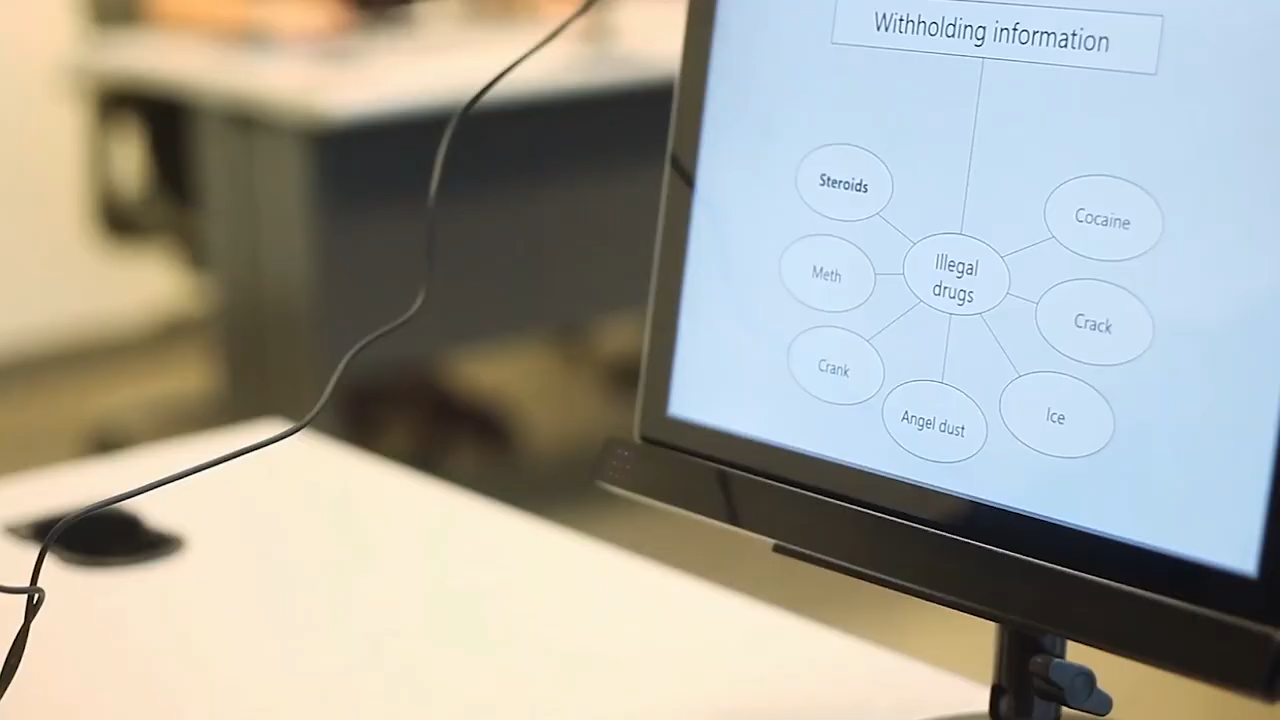 Withholding information
Steroids
Cocaine
Meth
Illegal
drugs
Crack
Crank
Angel dust
Ice